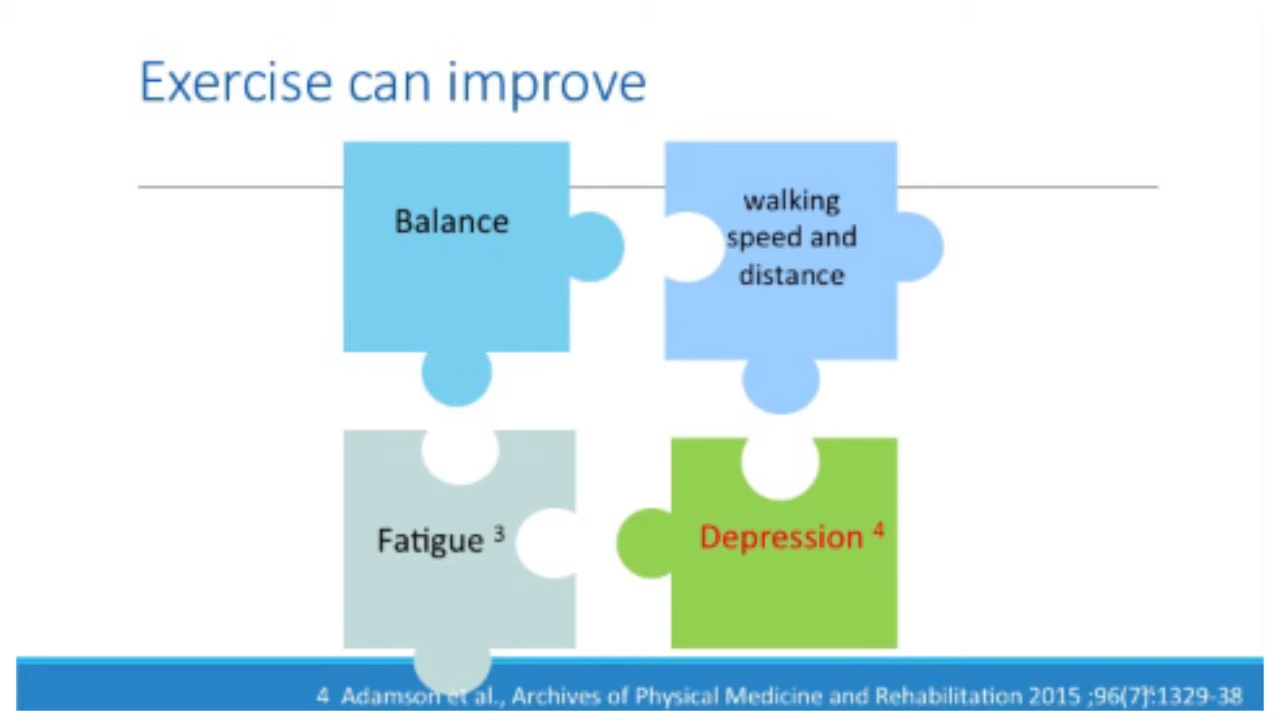 Exercise can improve
Balance
walking
speed and
distance
Fatigue ³
Depression ⁴
4 Adamson et al., Archives of Physical Medicine and Rehabilitation 2015 ;96(7):1329-38